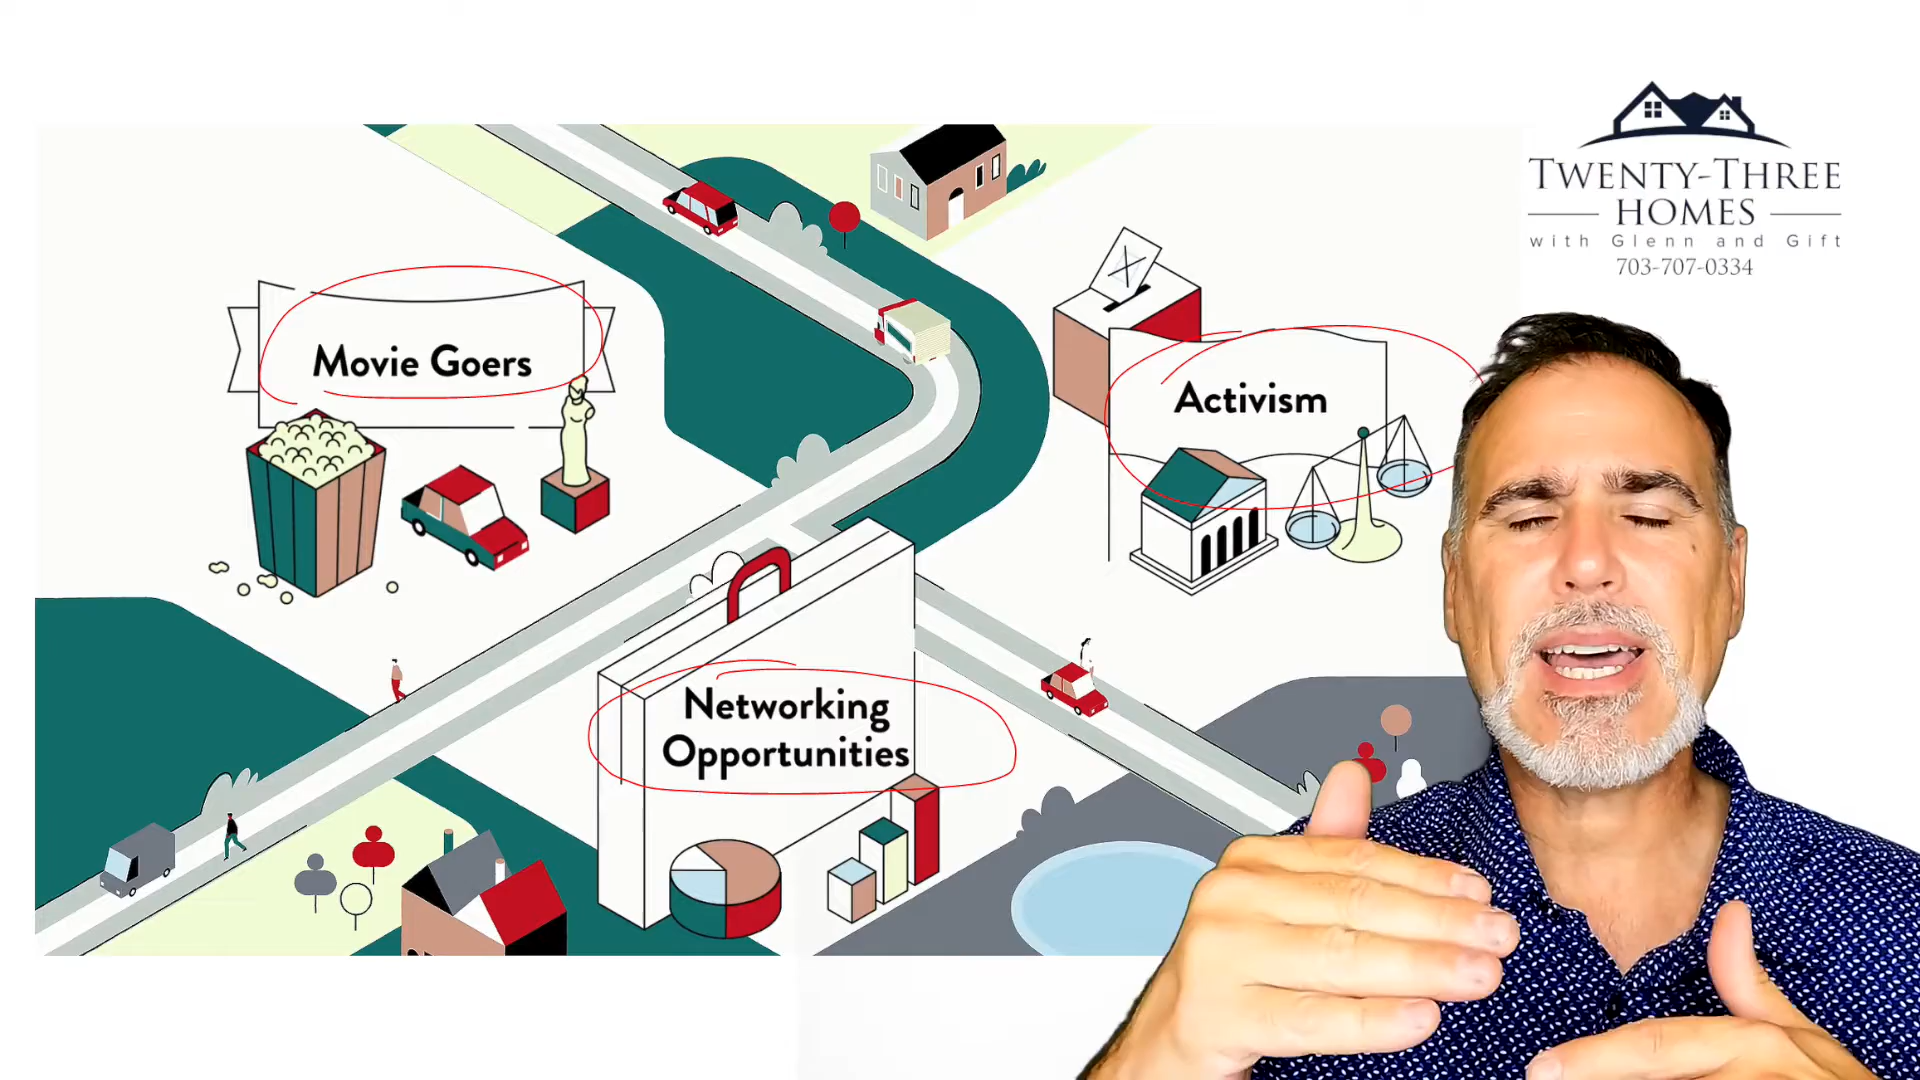 TWENTY-THREE
HOMES
with Glenn and Gift
703-707-0334
Movie Goers
Activism
Networking
Opportunities